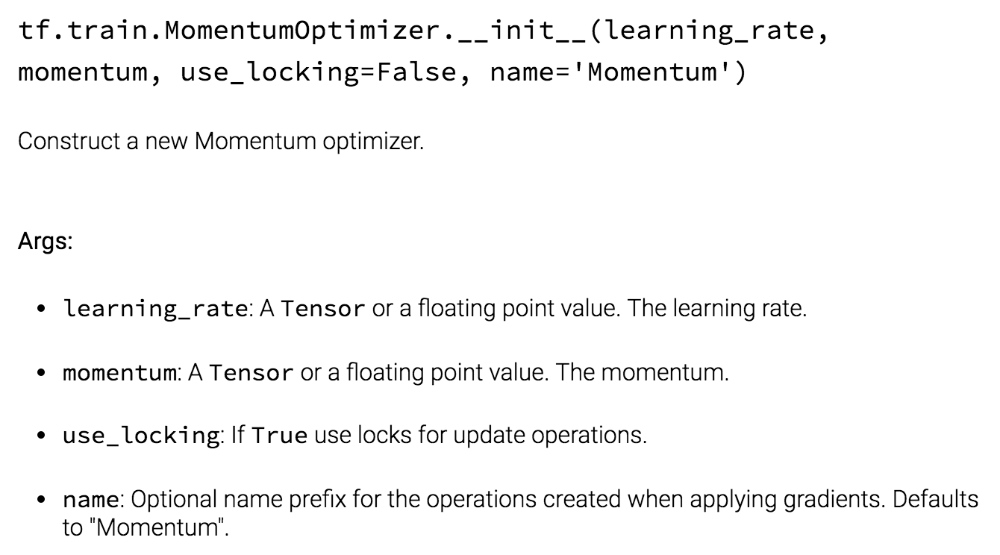 tf.train.MomentumOptimizer.__init__(learning_rate,
momentum, use_locking=False, name='Momentum')
Construct a new Momentum optimizer.
Args:
• learning_rate: A Tensor or a floating point value. The learning rate.
• momentum: A Tensor or a floating point value. The momentum.
• use_locking: If True use locks for update operations.
• name: Optional name prefix for the operations created when applying gradients. Defaults
to "Momentum".